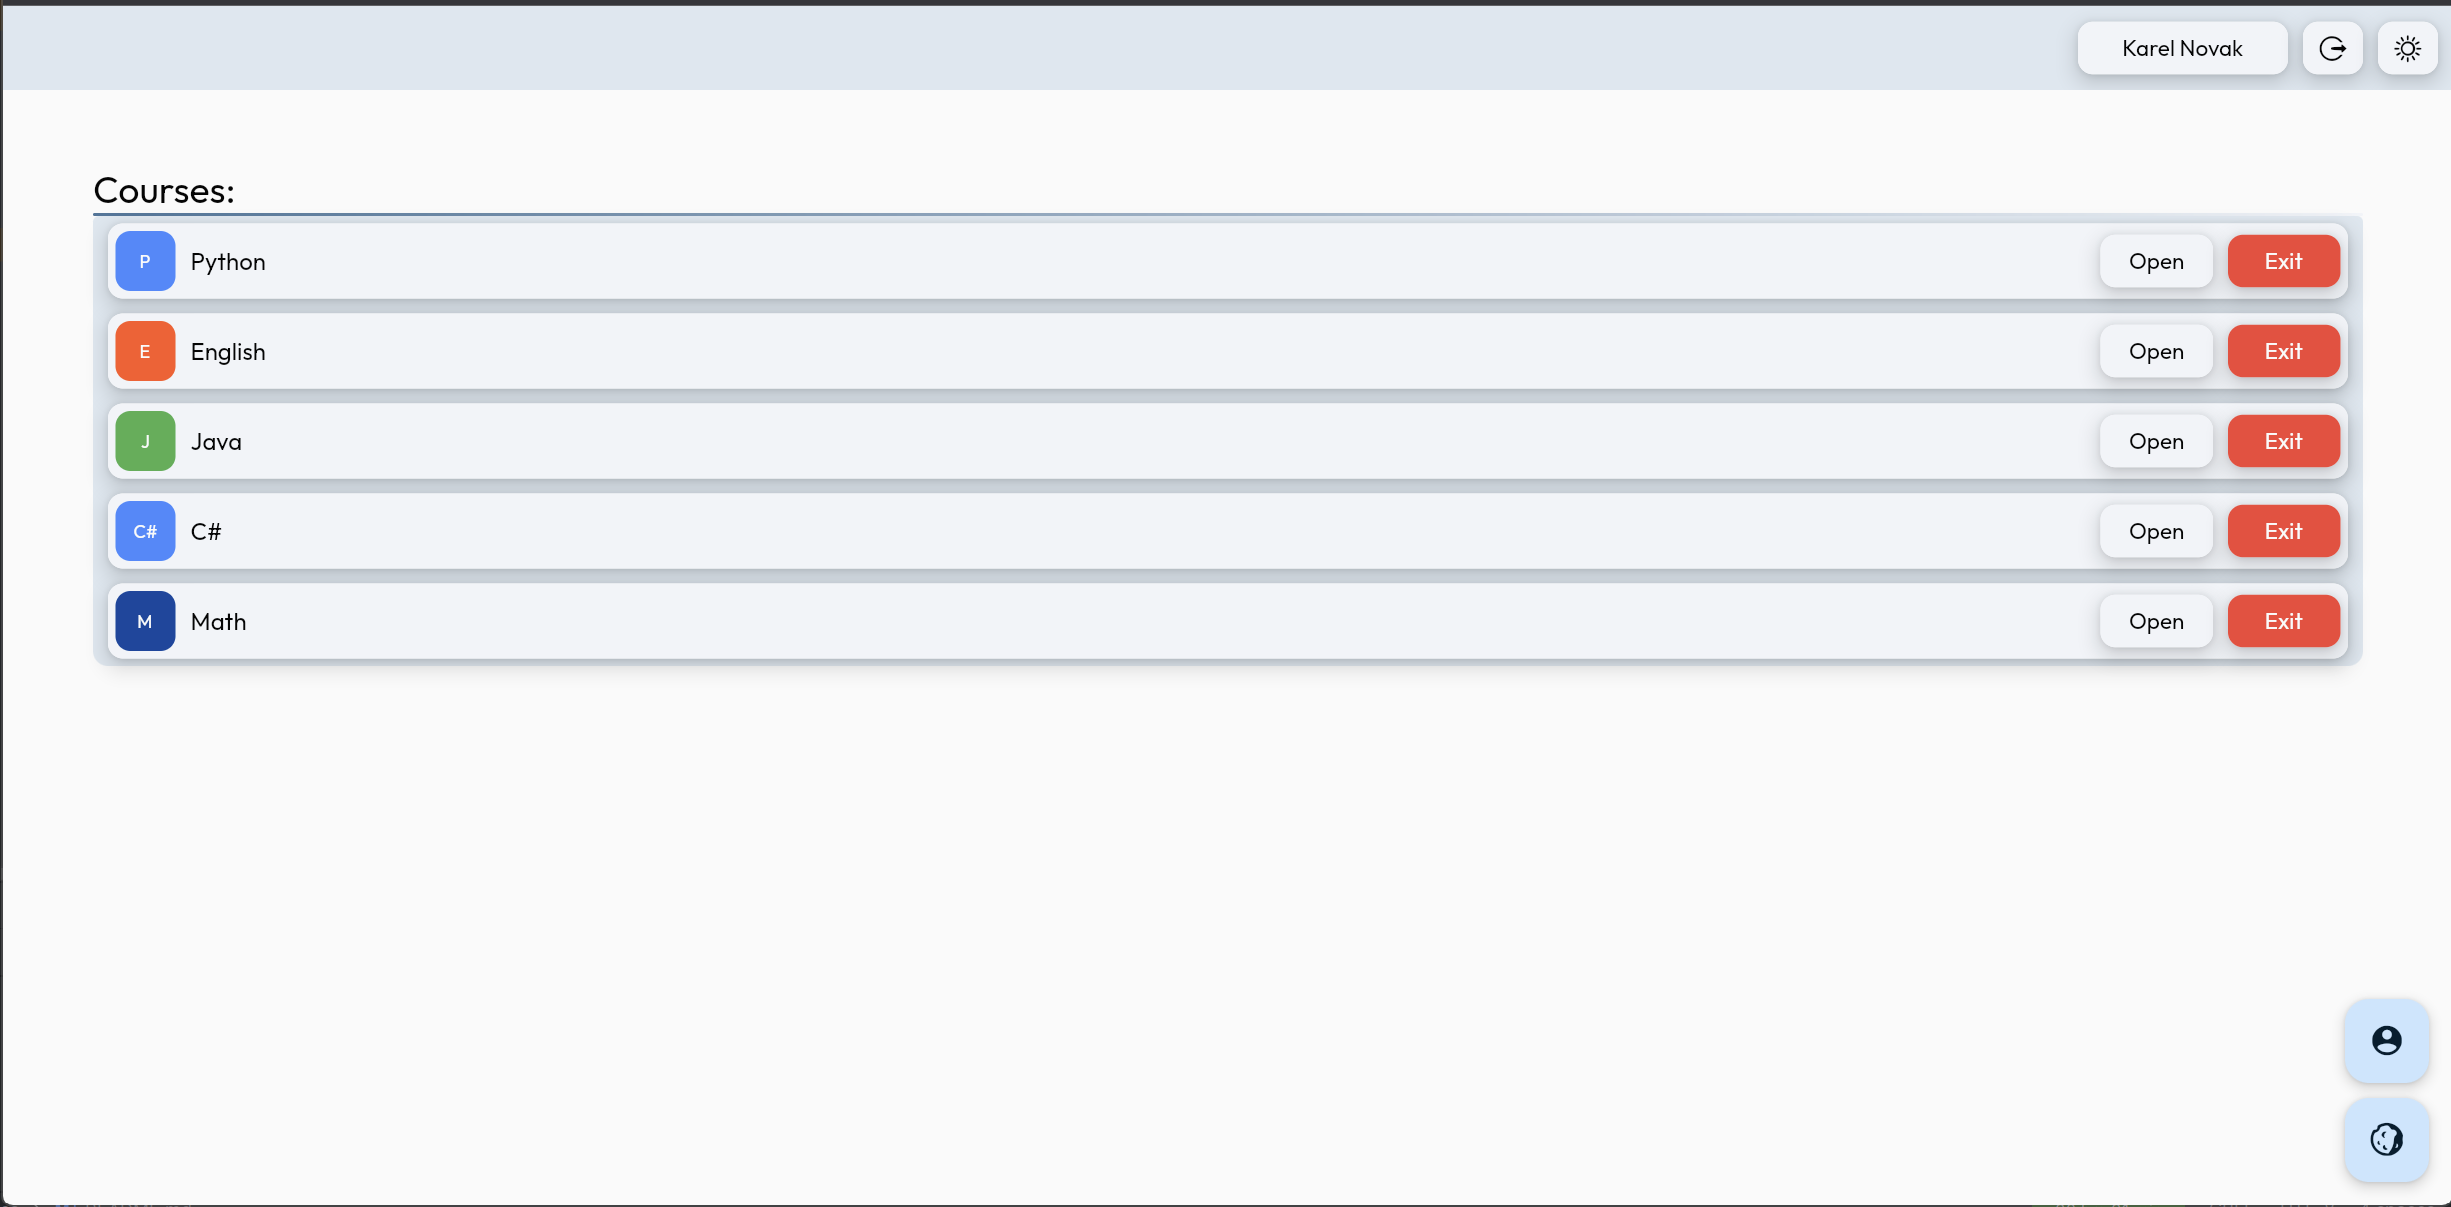 Karel Novak
Courses:
P Python Open Exit
E English Open Exit
J Java Open Exit
C# C# Open Exit
M Math Open Exit